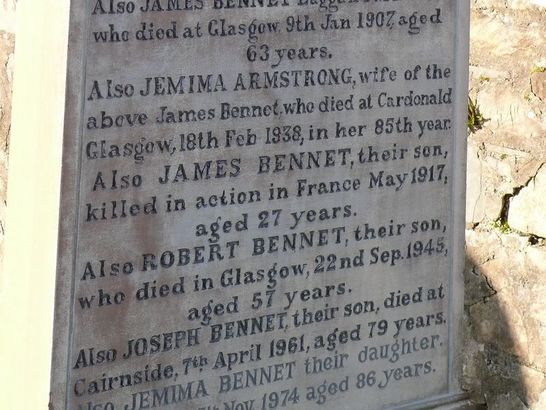 Also JAMES BENNET
who died at Glasgow. 9th Jan 1907, aged
63 years.
Also JEMIMA ARMSTRONG, wife of the
above James Bennet, who died at Cardonald
Glasgow, 18th Feb 1938, in her 85th year.
Also JAMES BENNET, their son,
killed in action in France May 1917,
aged 27 years.
Also ROBERT BENNET, their son,
who died in Glasgow, 22nd Sep. 1945,
aged 57 years.
Also JOSEPH BENNET, their son, died at
Cairnside, 7th April 1961, aged 79 years.
Also JEMIMA BENNET their daughter.
Nov. 1974 aged 86 years.